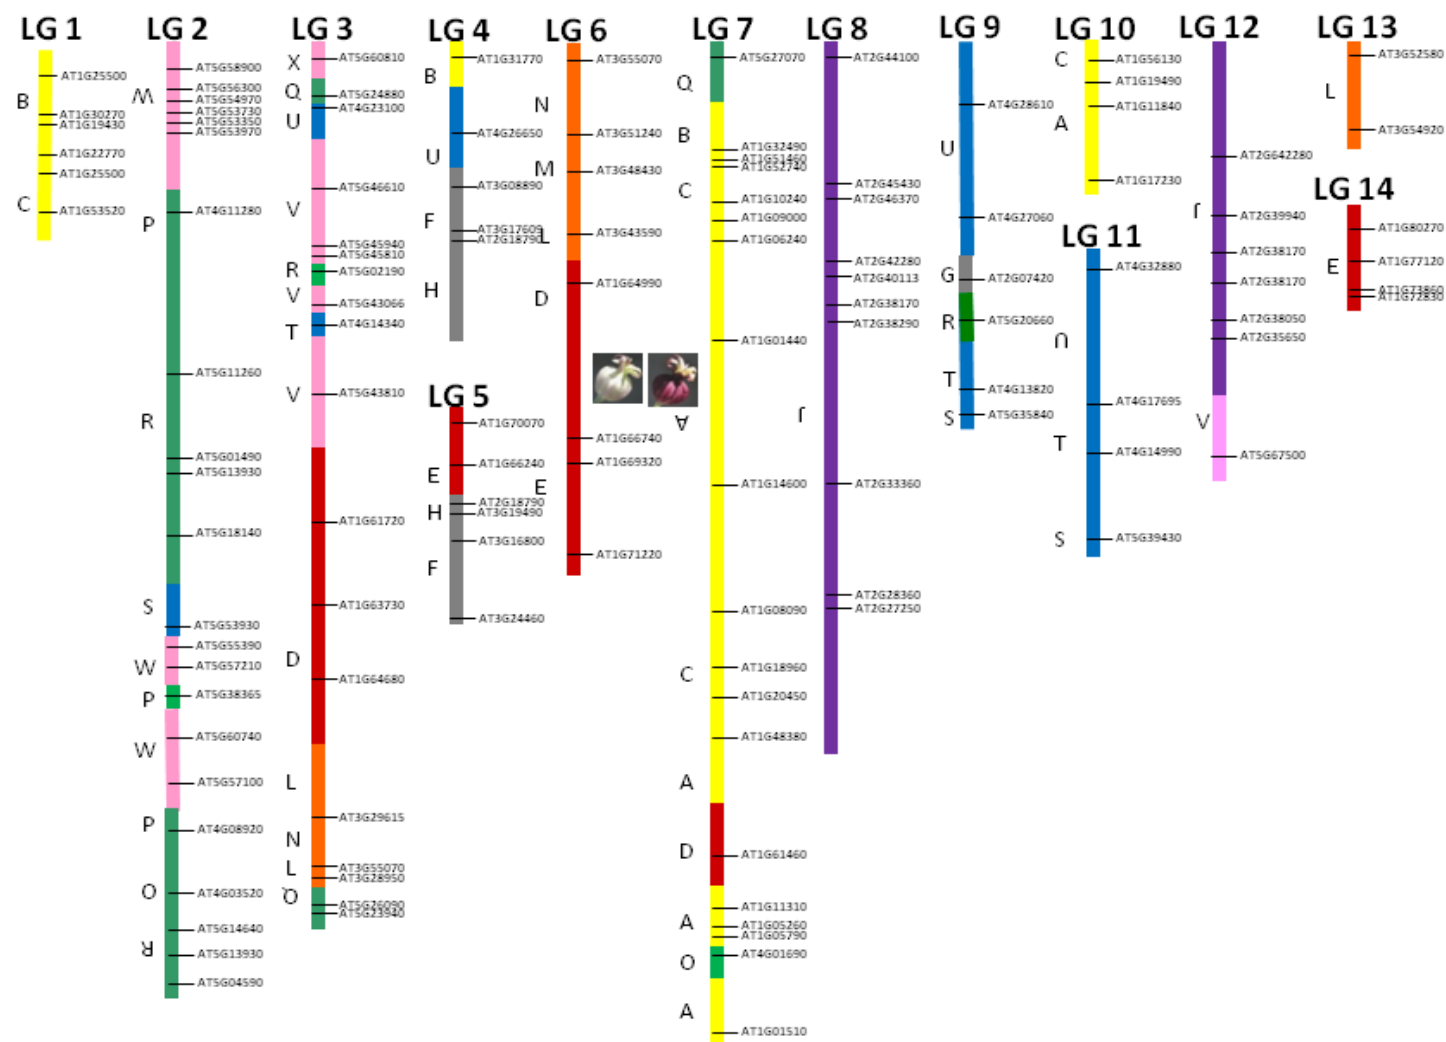 LG 1
B
AT1G25500
AT1G30270
AT1G19430
AT1G22770
AT1G25500
C
AT1G53520
LG 2
W
AT5G58900
AT5G56300
AT5G54970
AT5G53730
AT5G53350
AT5G53970
P
AT4G11280
AT5G11260
R
AT5G01490
AT5G13930
AT5G18140
S
AT5G53930
AT5G55390
W
AT5G57210
P
AT5G38365
W
AT5G60740
AT5G57100
P
AT4G08920
O
AT4G03520
AT5G14640
R
AT5G13930
AT5G04590
LG 3
X
AT5G60810
Q
AT5G24880
AT4G23100
U
AT5G46610
V
AT5G45940
AT5G45810
R
AT5G02190
V
AT5G43066
T
AT4G14340
V
AT5G43810
AT1G61720
AT1G63730
D
AT1G64680
L
AT3G29615
N
AT3G55070
L
AT3G28950
Q
AT5G26090
AT5G23940
LG 4
AT1G31770
B
AT4G26650
U
AT3G08890
F
AT3G17609
AT2G18790
H
LG 5
AT1G70070
AT1G66240
E
AT2G18790
H
AT3G19490
AT3G16800
F
AT3G24460
LG 6
AT3G55070
N
AT3G51240
M
AT3G48430
L
AT3G43590
AT1G64990
D
AT1G66740
AT1G69320
E
AT1G71220
LG 7
AT5G27070
Q
B
AT1G32490
AT1G51460
AT1G52740
C
AT1G10240
AT1G09000
AT1G06240
AT1G01440
A
AT1G14600
AT1G08090
AT1G18960
C
AT1G20450
AT1G48380
A
D
AT1G61460
AT1G11310
A
AT1G05260
AT1G05790
AT4G01690
O
A
AT1G01510
LG 8
AT2G44100
AT2G45430
AT2G46370
AT2G42280
AT2G40113
AT2G38170
AT2G38290
J
AT2G33360
AT2G28360
AT2G27250
LG 9
AT4G28610
U
AT4G27060
G
AT2G07420
R
AT5G20660
T
AT4G13820
S
AT5G35840
LG 10
C
AT1G56130
AT1G19490
AT1G11840
A
AT1G17230
LG 11
AT4G32880
U
AT4G17695
T
AT4G14990
S
AT5G39430
LG 12
AT2G642280
J
AT2G39940
AT2G38170
AT2G38170
AT2G38050
AT2G35650
V
AT5G67500
LG 13
AT3G52580
L
AT3G54920
LG 14
AT1G80270
AT1G77120
E
AT1G73860
AT1G72830